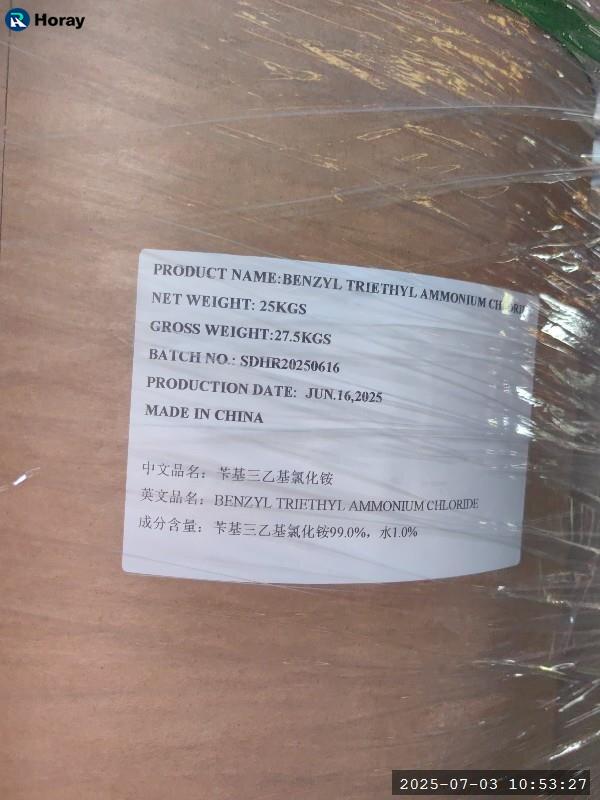 Horay
PRODUCT NAME:BENZYL TRIETHYL AMMONIUM
NET WEIGHT: 25KGS
GROSS WEIGHT:27.5KGS
BATCH NO.: SDHR20250616
PRODUCTION DATE: JUN.16,2025
MADE IN CHINA
中文品名：苄基三乙基氯化铵
英文品名：BENZYL TRIETHYL AMMONIUM CHLORIDE
成分含量：苄基三乙基氯化铵99.0%，水1.0%
2025-07-03 10:53:27